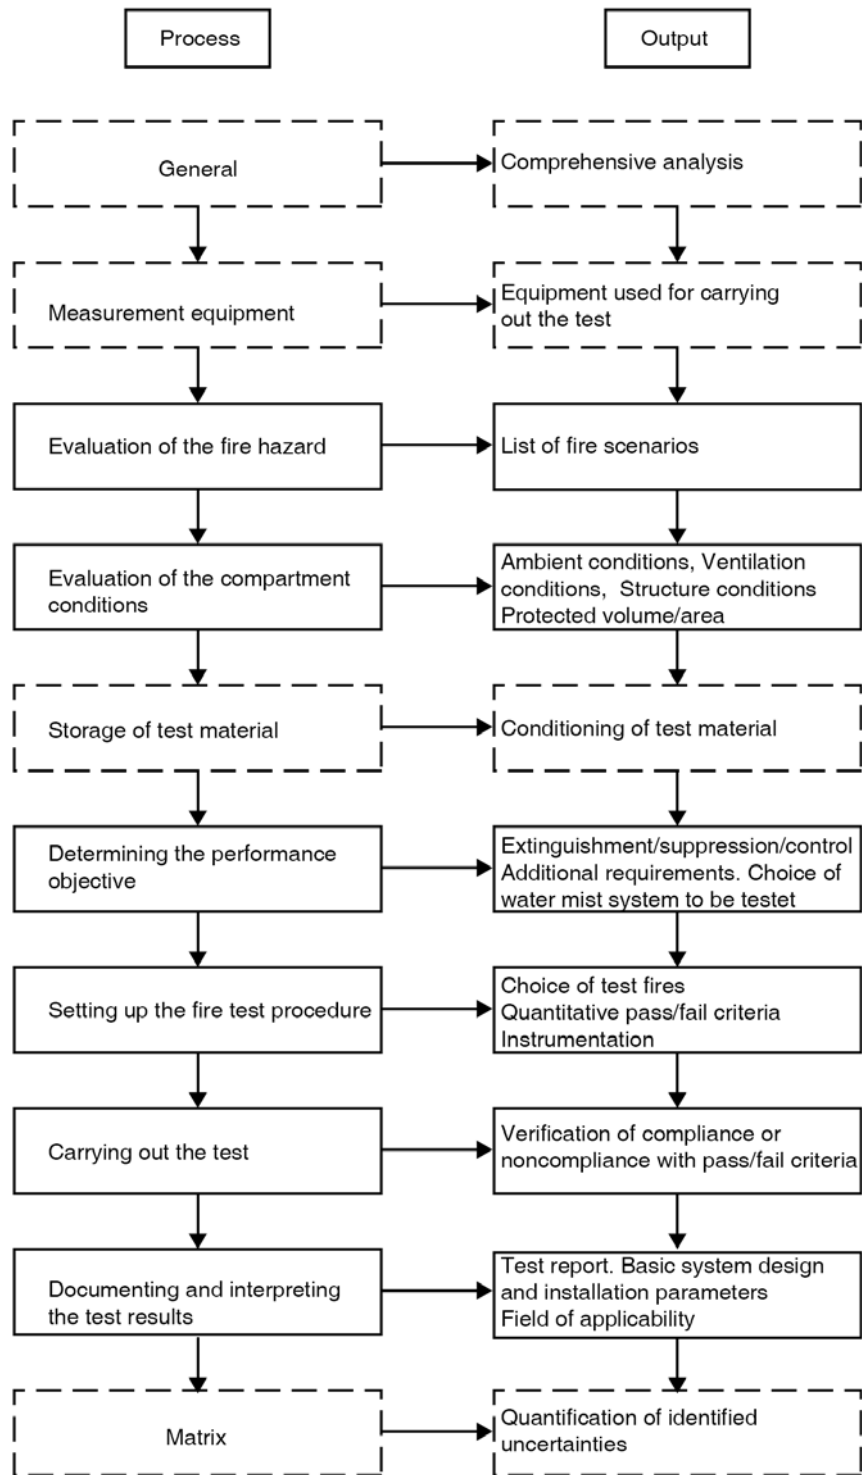 Process
Output
General
Comprehensive analysis
Measurement equipment
Equipment used for carrying
out the test
Evaluation of the fire hazard
List of fire scenarios
Evaluation of the compartment
conditions
Ambient conditions, Ventilation
conditions, Structure conditions
Protected volume/area
Storage of test material
Conditioning of test material
Determining the performance
objective
Extinguishment/suppression/control
Additional requirements. Choice of
water mist system to be testet
Setting up the fire test procedure
Choice of test fires
Quantitative pass/fail criteria
Instrumentation
Carrying out the test
Verification of compliance or
noncompliance with pass/fail criteria
Documenting and interpreting
the test results
Test report. Basic system design
and installation parameters
Field of applicability
Matrix
Quantification of identified
uncertainties